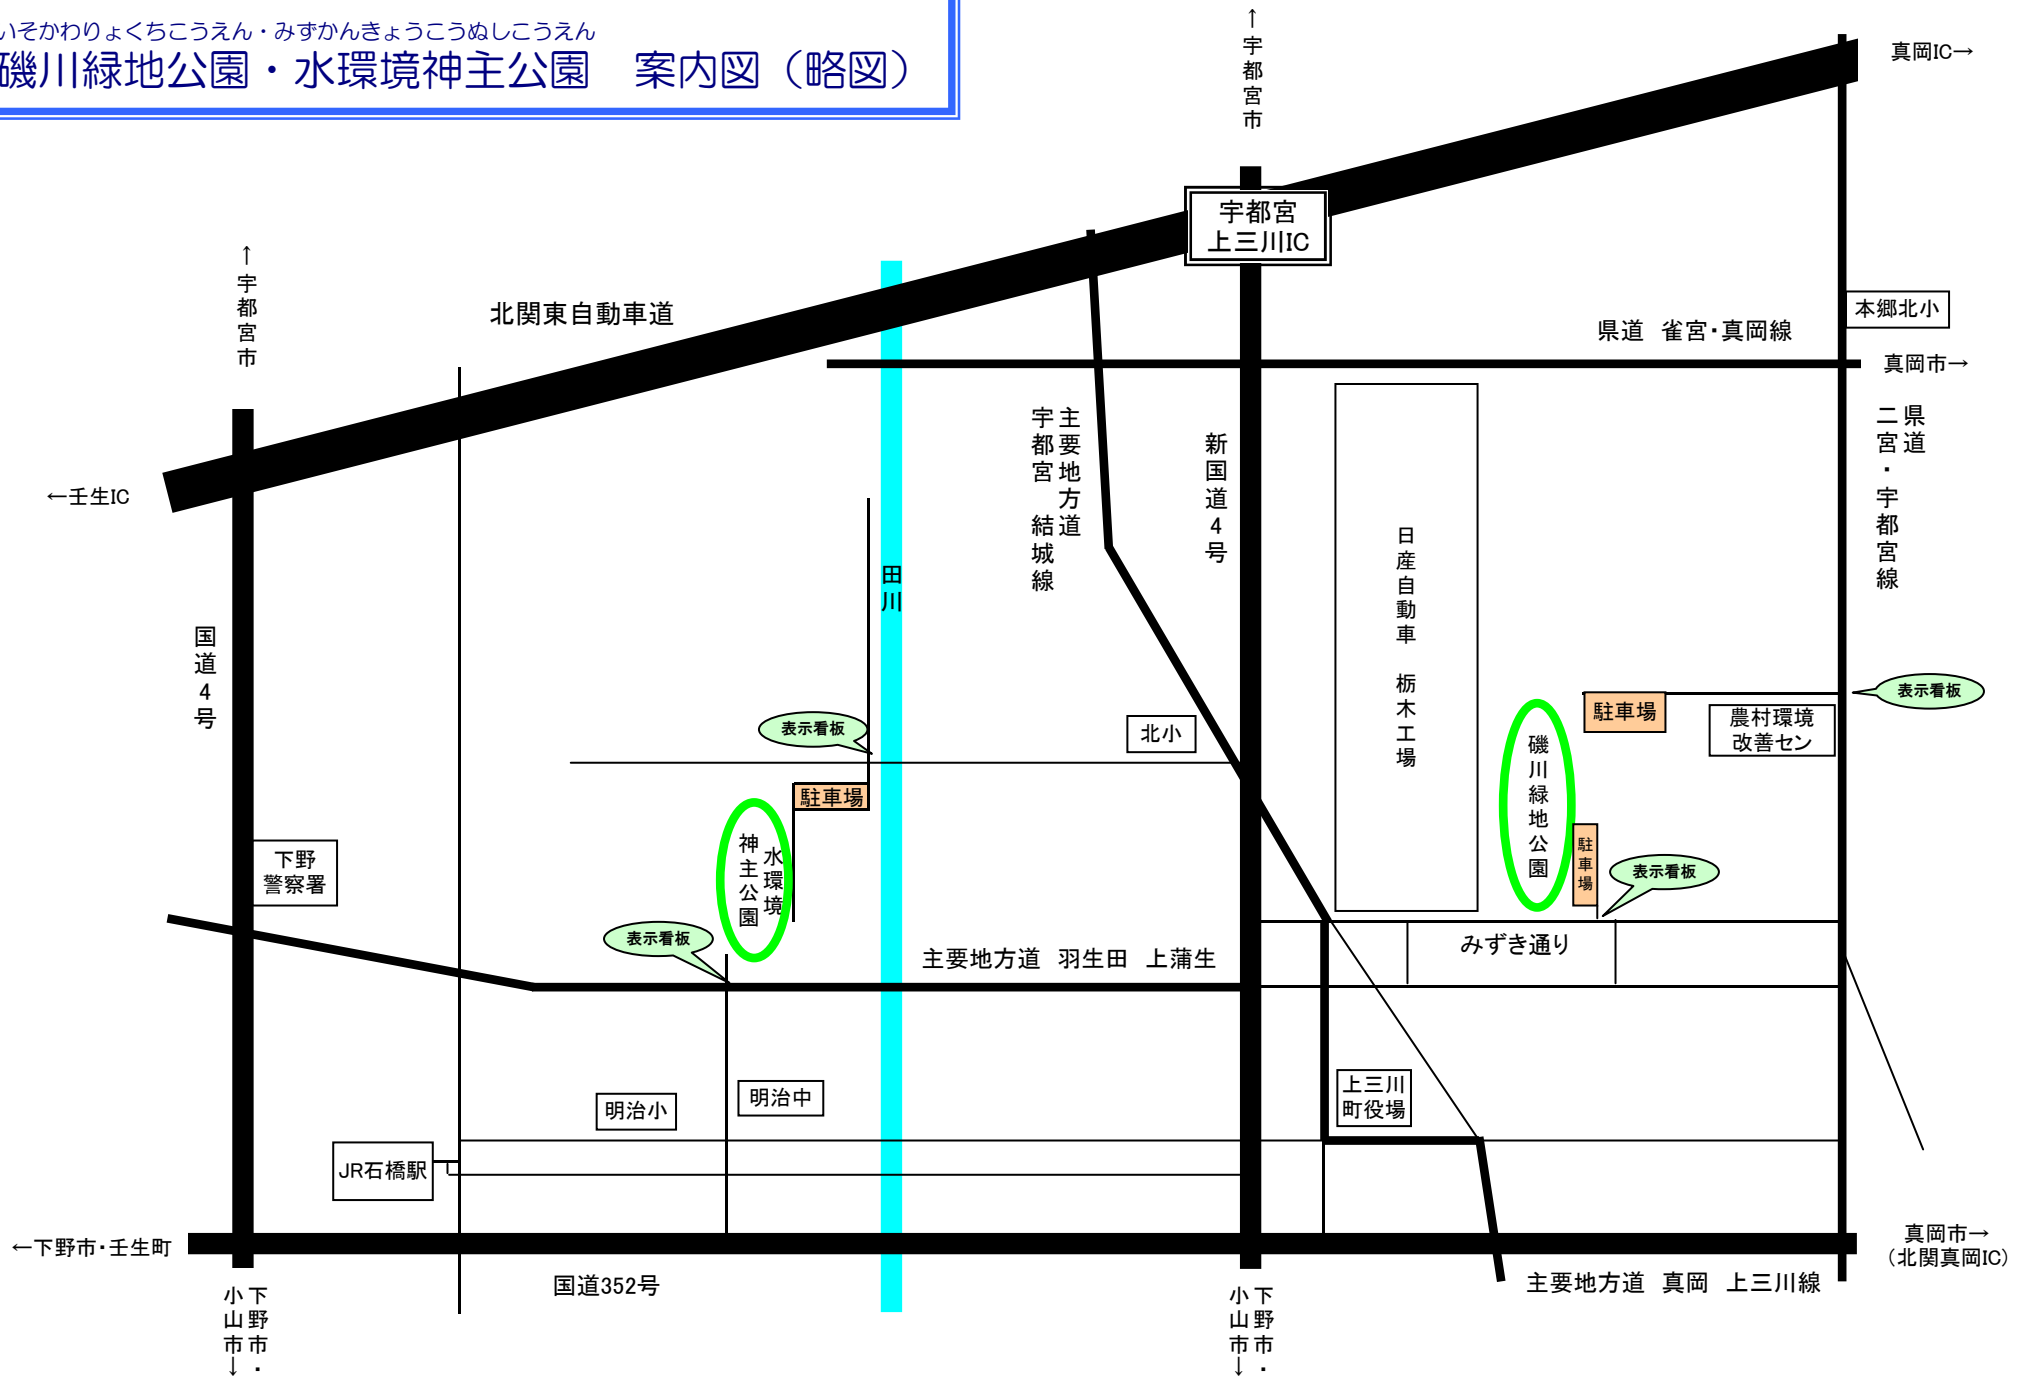 いそかわりょくちこうえん・みずかんきょうこうぬしこうえん
磯川緑地公園・水環境神主公園　案内図（略図）
↑宇都宮市
真岡IC→
宇都宮
上三川IC
↑宇都宮市
北関東自動車道
本郷北小
県道　雀宮・真岡線
真岡市→
←壬生IC
主要地方道
宇都宮　結城線
新国道4号
県道
二宮・宇都宮線
日産自動車　栃木工場
田川
国道4号
表示看板
駐車場
農村環境
改善セン
表示看板
北小
磯川緑地公園
駐車場
水環境
神主公園
駐車場
表示看板
下野
警察署
表示看板
みずき通り
主要地方道　羽生田　上蒲生
上三川
町役場
明治小
明治中
JR石橋駅
←下野市・壬生町
真岡市→
（北関真岡IC）
国道352号
主要地方道　真岡　上三川線
下野市・
小山市↓
下野市・
小山市↓